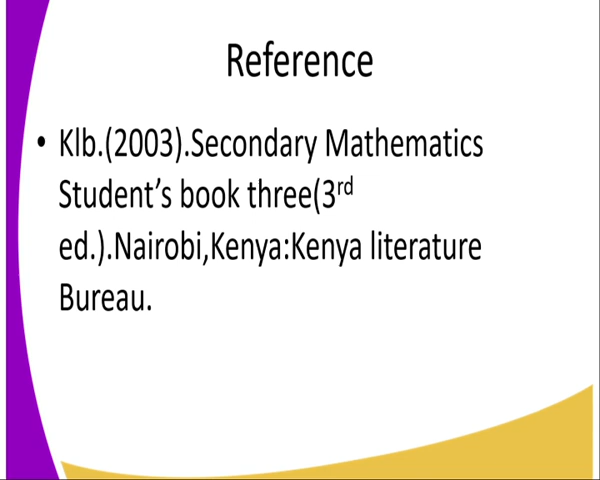 Reference
• Klb.(2003).Secondary Mathematics
Student's book three(3rd
ed.).Nairobi,Kenya:Kenya literature
Bureau.